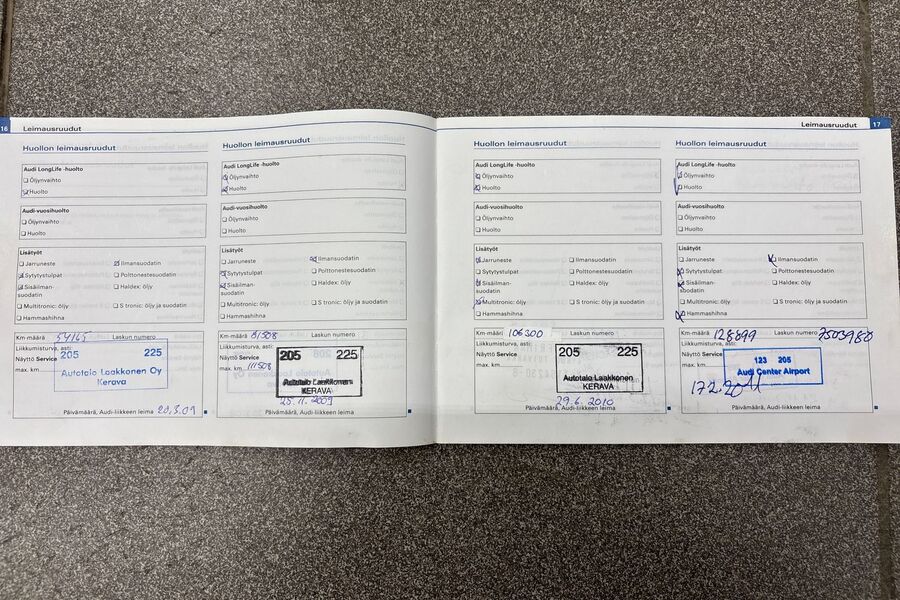 16 Leimausruudut
Huollon leimausruudut
Audi LongLife -huolto
Öljynvaihto
Huolto
Audi-vuosihuolto
Öljynvaihto
Huolto
Lisätyöt
Jarruneste
Ilmansuodatin
Sytytystulpat
Polttonestesuodatin
Sisäilman-
suodatin
Haldex: öljy
Multitronic: öljy
S tronic: öljy ja suodatin
Hammashihna
Km-määrä 54165 Laskun numero
Liikkumisturva, asti:
Näyttö Service
max. km
205 225
Autotalo Laakkonen Oy
Kerava
20.3.09
Päivämäärä, Audi-liikkeen leima
Huollon leimausruudut
Audi LongLife -huolto
Öljynvaihto
Huolto
Audi-vuosihuolto
Öljynvaihto
Huolto
Lisätyöt
Jarruneste
Ilmansuodatin
Sytytystulpat
Polttonestesuodatin
Sisäilman-
suodatin
Haldex: öljy
Multitronic: öljy
S tronic: öljy ja suodatin
Hammashihna
Km-määrä 81508 Laskun numero
Liikkumisturva, asti:
Näyttö Service
max. km 111508
205 225
Autotalo Laakkonen
KERAVA
25.11.2009
Päivämäärä, Audi-liikkeen leima
Leimausruudut 17
Huollon leimausruudut
Audi LongLife -huolto
Öljynvaihto
Huolto
Audi-vuosihuolto
Öljynvaihto
Huolto
Lisätyöt
Jarruneste
Ilmansuodatin
Sytytystulpat
Polttonestesuodatin
Sisäilman-
suodatin
Haldex: öljy
Multitronic: öljy
S tronic: öljy ja suodatin
Hammashihna
Km-määrä 106300 Laskun numero
Liikkumisturva, asti:
Näyttö Service
max. km
205 225
Autotalo Laakkonen
KERAVA
29.6.2010
Päivämäärä, Audi-liikkeen leima
Huollon leimausruudut
Audi LongLife -huolto
Öljynvaihto
Huolto
Audi-vuosihuolto
Öljynvaihto
Huolto
Lisätyöt
Jarruneste
Ilmansuodatin
Sytytystulpat
Polttonestesuodatin
Sisäilman-
suodatin
Haldex: öljy
Multitronic: öljy
S tronic: öljy ja suodatin
Hammashihna
Km-määrä 128899 Laskun numero 7503980
Liikkumisturva, asti:
Näyttö Service
max. km
123 205
Audi Center Airport
17.2.2011
Päivämäärä, Audi-liikkeen leima